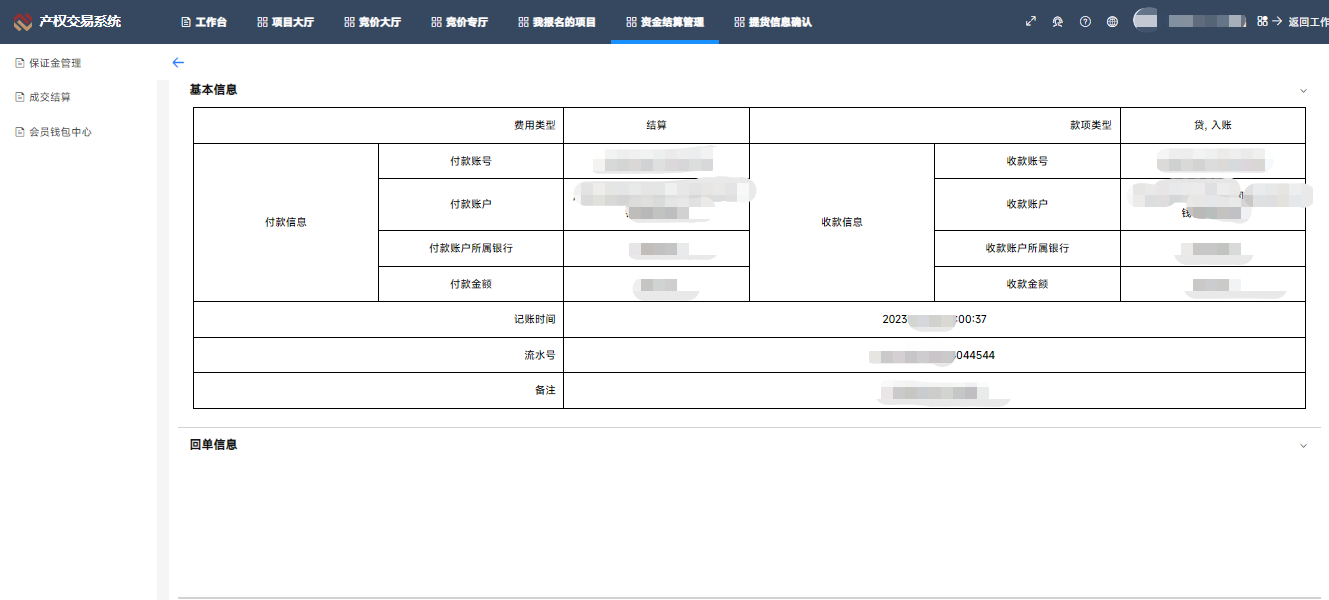 产权交易系统 工作台 项目大厅 竞价大厅 竞价专厅 我报名的项目 资金结算管理 提货信息确认 返回工作
保证金管理
成交结算
会员钱包中心
基本信息
费用类型 结算 款项类型 贷, 入账
付款信息 收款信息
付款账号 收款账号
付款账户 收款账户 钱
付款账户所属银行 收款账户所属银行
付款金额 收款金额
记账时间 2023 :00:37
流水号 044544
备注
回单信息